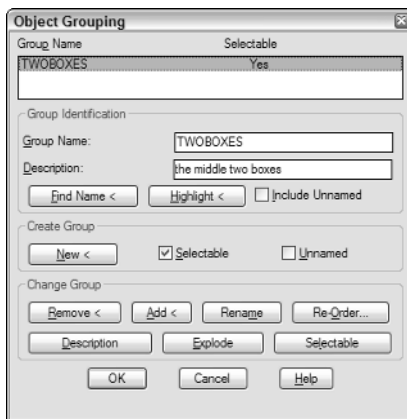 Object Grouping
Group Name Selectable
TWOBOXES Yes
Group Identification
Group Name: TWOBOXES
Description: the middle two boxes
Find Name < Highlight < Include Unnamed
Create Group
New < Selectable Unnamed
Change Group
Remove < Add < Rename Re-Order...
Description Explode Selectable
OK Cancel Help